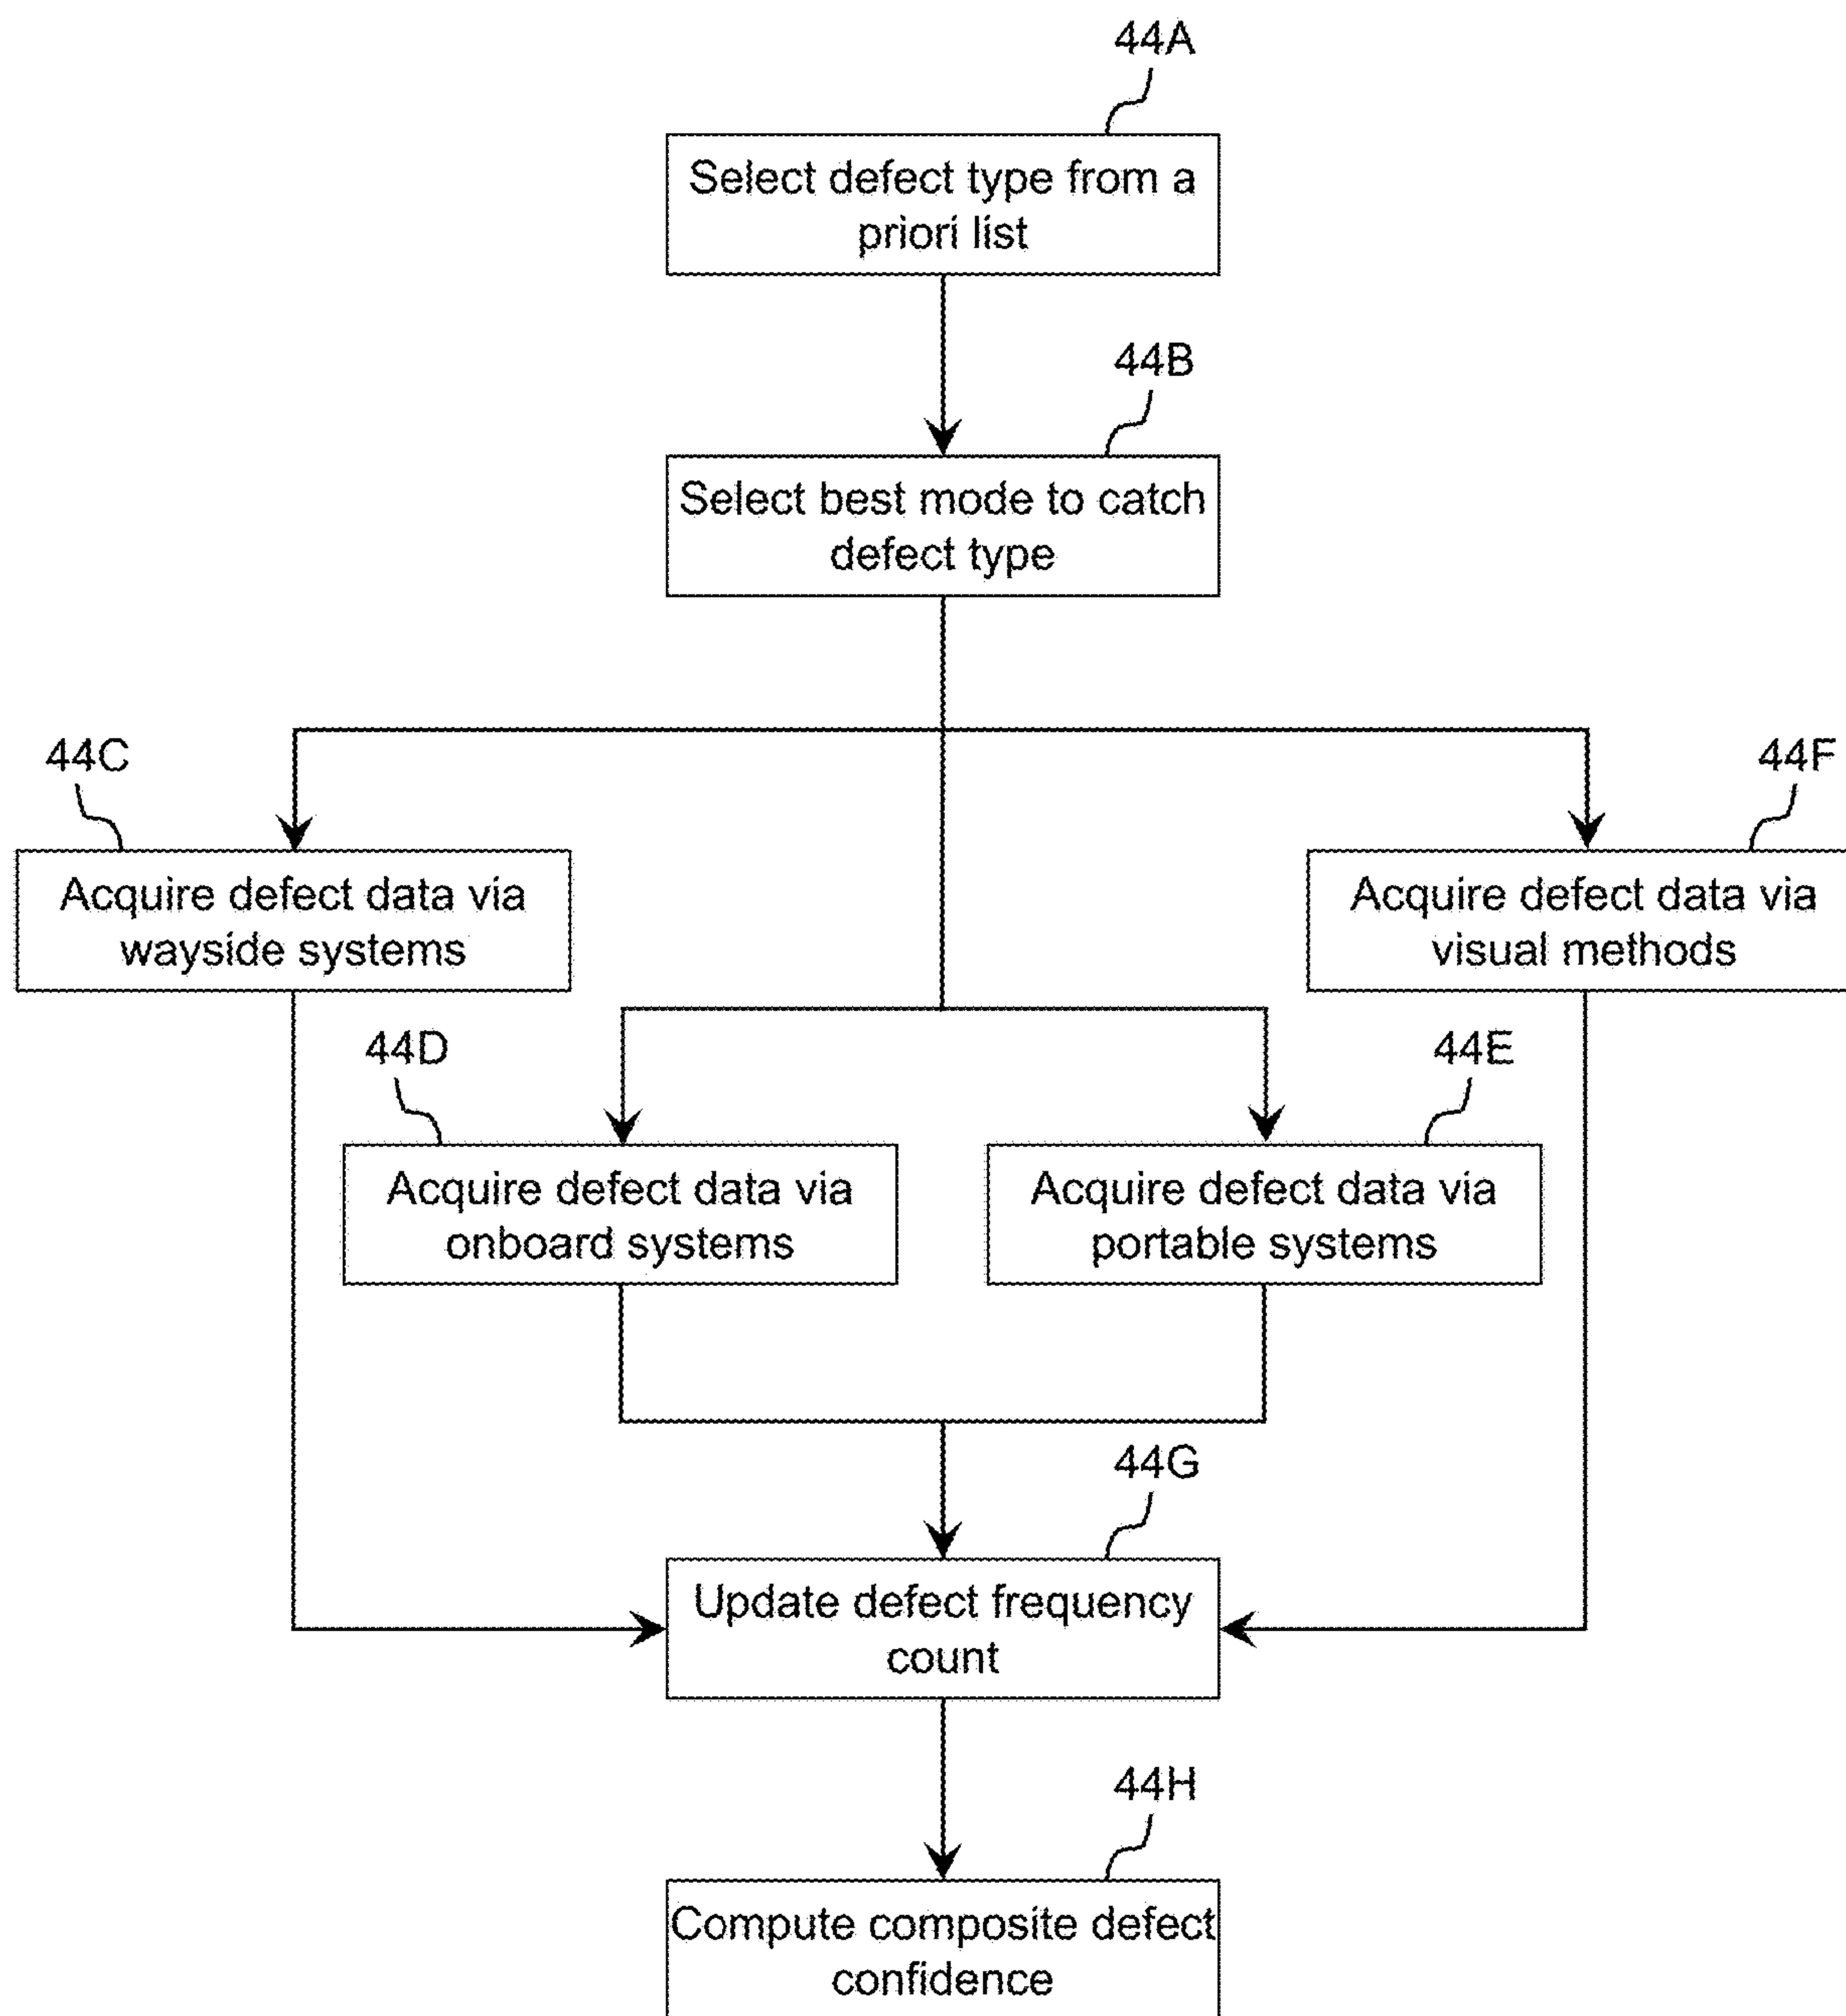 44A
Select defect type from a
priori list
44B
Select best mode to catch
defect type
44C
44F
Acquire defect data via
wayside systems
Acquire defect data via
visual methods
44D
44E
Acquire defect data via
onboard systems
Acquire defect data via
portable systems
44G
Update defect frequency
count
44H
Compute composite defect
confidence